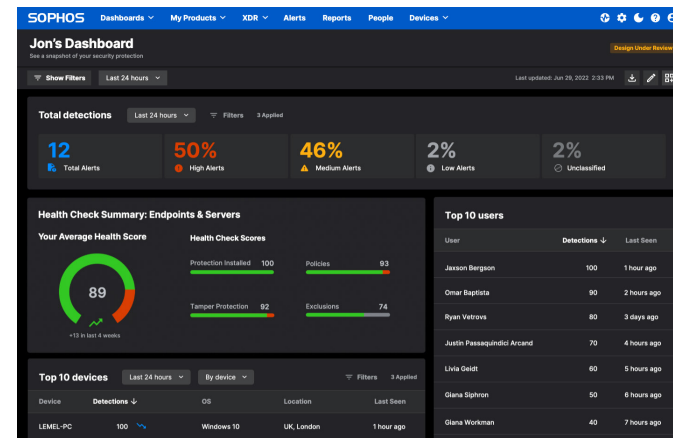 SOPHOS Dashboards My Products XDR Alerts Reports People Devices
Jon's Dashboard
See a snapshot of your security protection
Design Under Review
Show Filters Last 24 hours
Last updated: Jun 29, 2022 2:33 PM
Total detections Last 24 hours Filters 3 Applied
12 50% 46% 2% 2%
Total Alerts High Alerts Medium Alerts Low Alerts Unclassified
Health Check Summary: Endpoints & Servers
Your Average Health Score
89
+13 in last 4 weeks
Health Check Scores
Protection Installed 100 Policies 93
Tamper Protection 92 Exclusions 74
Top 10 users
User Detections Last Seen
Jaxson Bergson 100 1 hour ago
Omar Baptista 90 2 hours ago
Ryan Vetrovs 80 3 days ago
Justin Passaquindici Arcand 70 4 hours ago
Livia Geidt 60 5 hours ago
Giana Siphron 50 6 hours ago
Giana Workman 40 7 hours ago
Top 10 devices Last 24 hours By device Filters 3 Applied
Device Detections OS Location Last Seen
LEMEL-PC 100 Windows 10 UK, London 1 hour ago